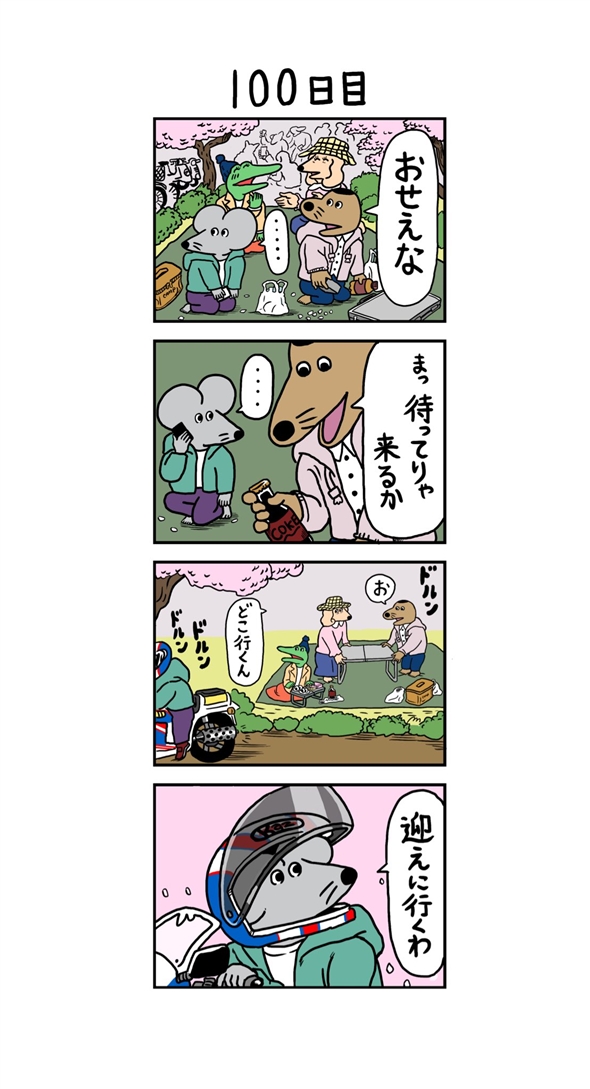 100日目
おせえな
・・・・
まっ
待ってりゃ
来るか
・・・・
COKE
ドルン
お
どこ行くん
ドルン
ドルン
迎えに行くわ